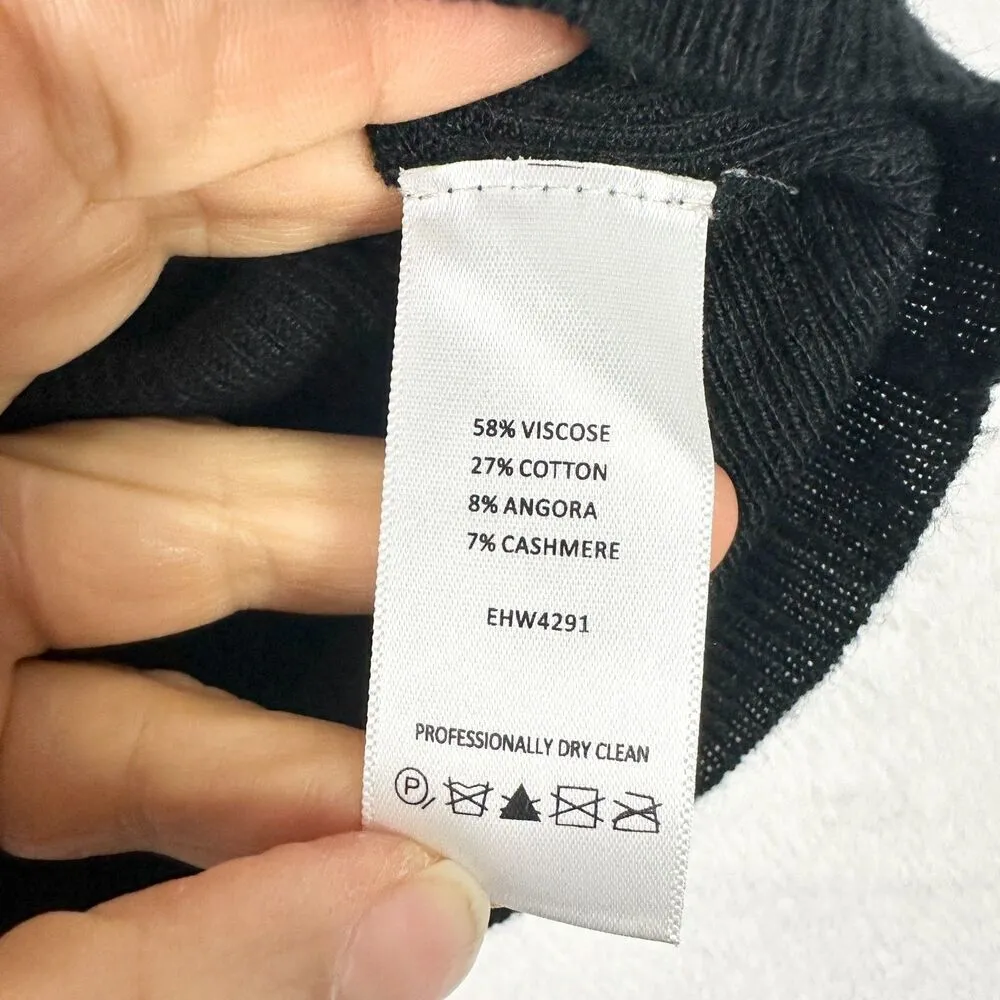 58% VISCOSE
27% COTTON
8% ANGORA
7% CASHMERE
EHW4291
PROFESSIONALLY DRY CLEAN
P